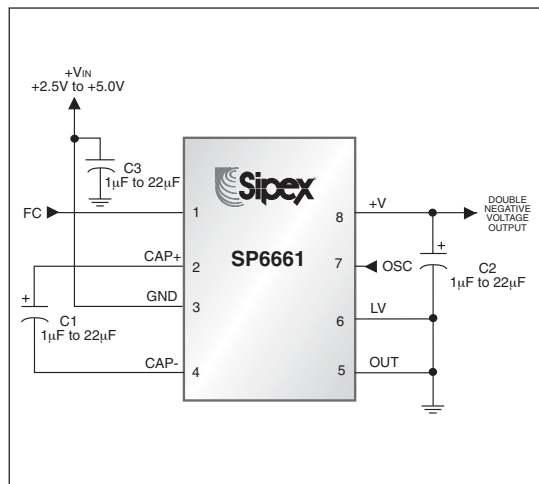 +VIN
+2.5V to +5.0V
C3
1µF to 22µF
Sipex
SP6661
FC
1
CAP+
2
GND
3
CAP-
4
C1
1µF to 22µF
+
+V
8
DOUBLE
NEGATIVE
VOLTAGE
OUTPUT
7
OSC
+
C2
1µF to 22µF
LV
6
OUT
5